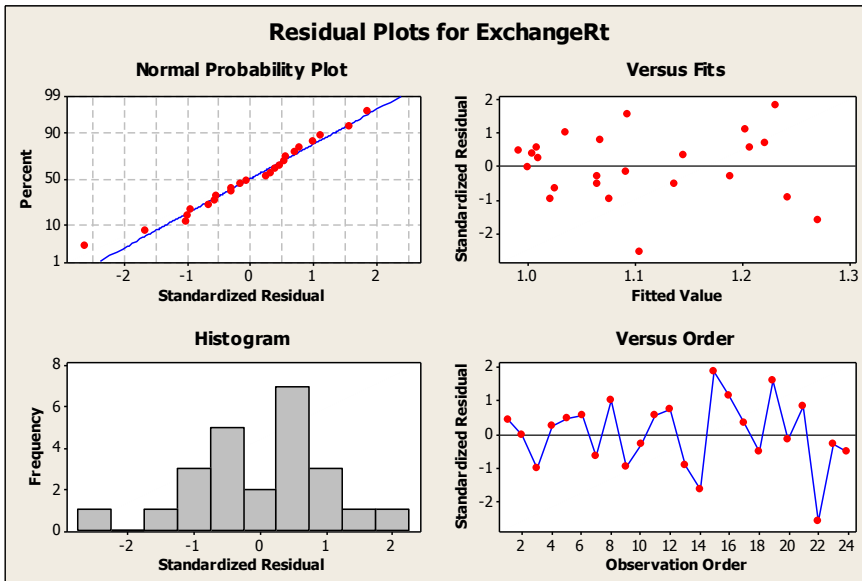 Residual Plots for ExchangeRt
Normal Probability Plot
99
90
50
10
1
Percent
-2 -1 0 1 2
Standardized Residual
Versus Fits
2
1
0
-1
-2
Standardized Residual
1.0 1.1 1.2 1.3
Fitted Value
Histogram
8
6
4
2
0
Frequency
-2 -1 0 1 2
Standardized Residual
Versus Order
2
1
0
-1
-2
Standardized Residual
2 4 6 8 10 12 14 16 18 20 22 24
Observation Order